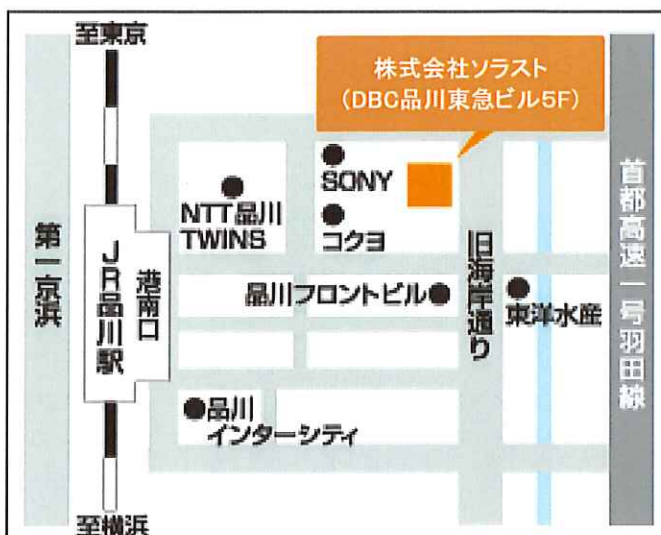 至東京
株式会社ソラスト
（DBC品川東急ビル5F）
SONY
NTT品川
TWINS
コクヨ
第一京浜
JR品川駅
港南口
品川フロントビル
旧海岸通り
東洋水産
首都高速一号羽田線
品川
インターシティ
至横浜